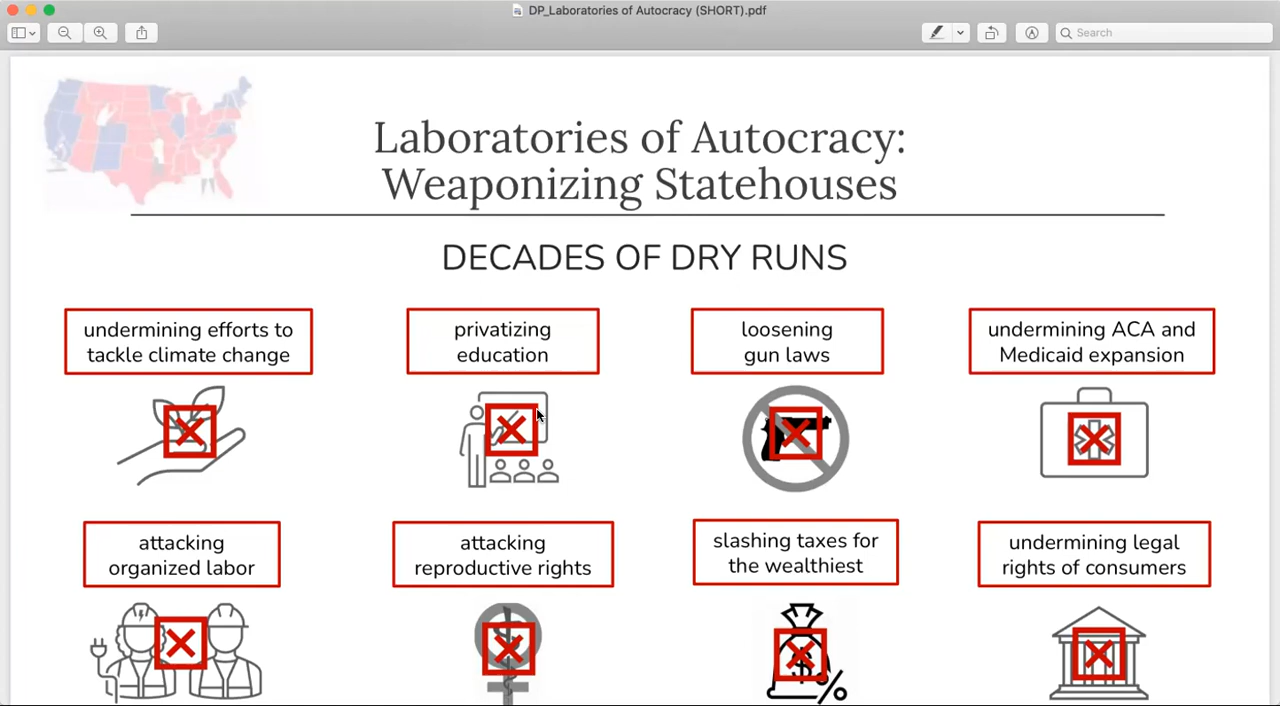 DP_Laboratories of Autocracy (SHORT).pdf
Search
Laboratories of Autocracy:
Weaponizing Statehouses
DECADES OF DRY RUNS
undermining efforts to
tackle climate change
privatizing
education
loosening
gun laws
undermining ACA and
Medicaid expansion
attacking
organized labor
attacking
reproductive rights
slashing taxes for
the wealthiest
undermining legal
rights of consumers